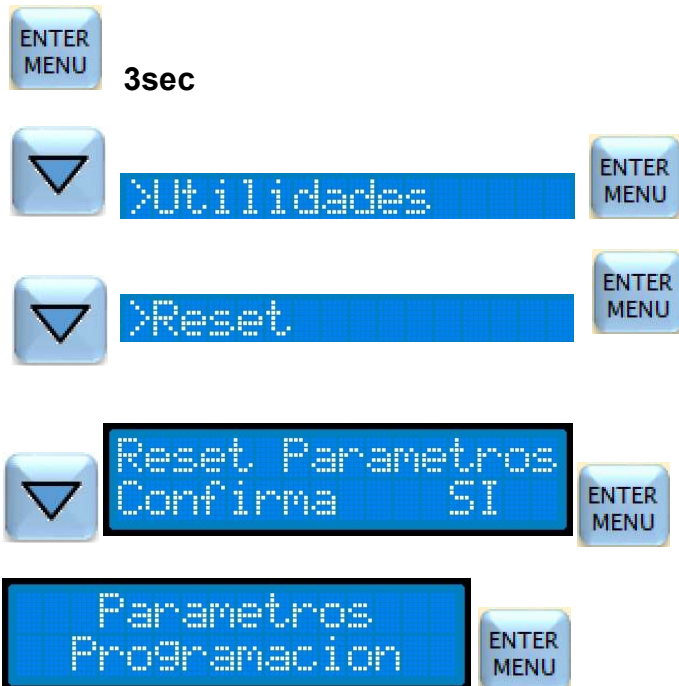 ENTER
MENU
3sec
>Utilidades
ENTER
MENU
>Reset
ENTER
MENU
Reset Parametros
Confirma SI
ENTER
MENU
Parametros
Programacion
ENTER
MENU